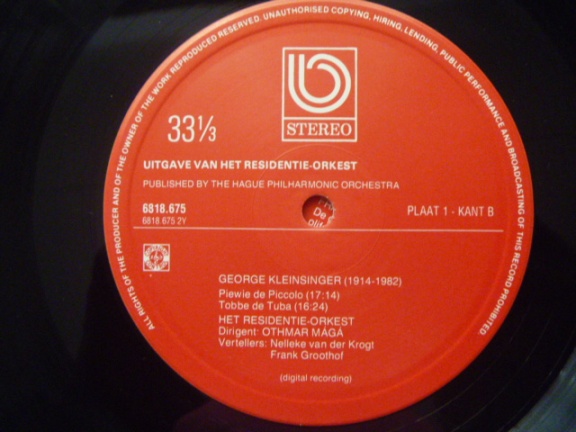 ALL RIGHTS OF THE PRODUCER AND OF THE OWNER OF THE WORK REPRODUCED RESERVED. UNAUTHORISED COPYING, HIRING, LENDING, PUBLIC PERFORMANCE AND BROADCASTING OF THIS RECORD PROHIBITED.
STEREO
33⅓
UITGAVE VAN HET RESIDENTIE-ORKEST
PUBLISHED BY THE HAGUE PHILHARMONIC ORCHESTRA
6818.675
PLAAT 1 - KANT B
6818 675 2Y
GEORGE KLEINSINGER (1914-1982)
Piewie de Piccolo (17:14)
Tobbe de Tuba (16:24)
HET RESIDENTIE-ORKEST
Dirigent: OTHMAR MÁGÁ
Vertellers: Nelleke van der Krogt
Frank Groothof
(digital recording)